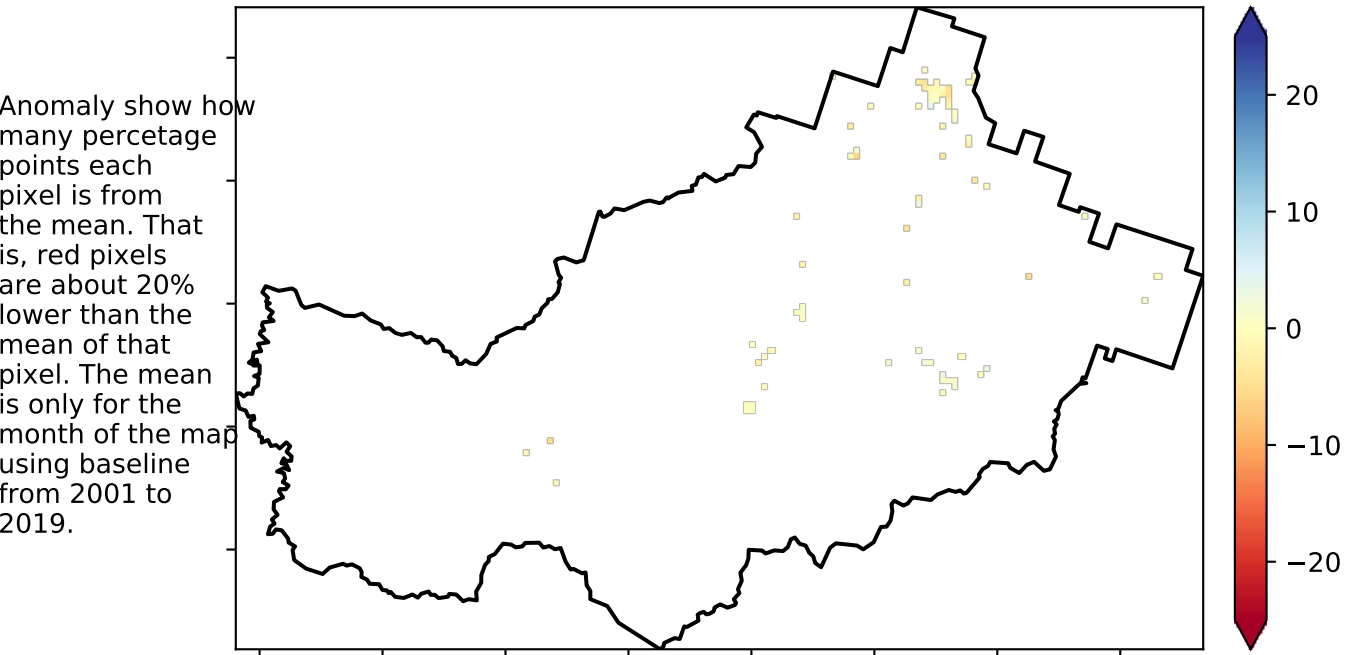 Anomaly show how
many percetage
points each
pixel is from
the mean. That
is, red pixels
are about 20%
lower than the
mean of that
pixel. The mean
is only for the
month of the map
using baseline
from 2001 to
2019.
20
10
0
−10
−20